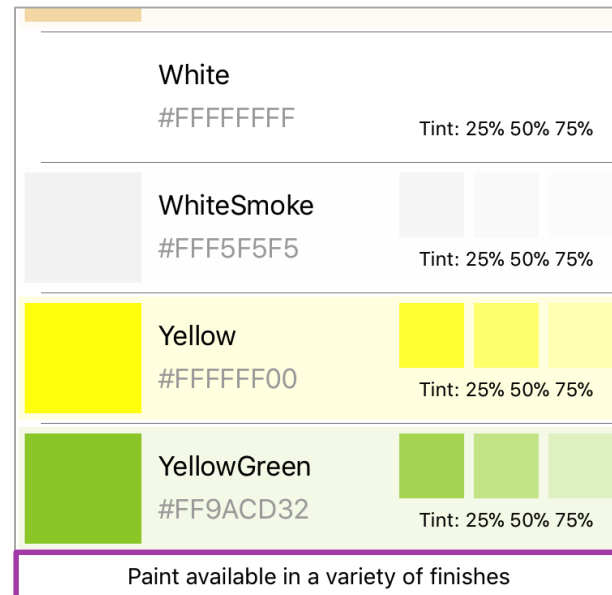 White
#FFFFFFFF
Tint: 25% 50% 75%
WhiteSmoke
#FFF5F5F5
Tint: 25% 50% 75%
Yellow
#FFFFFF00
Tint: 25% 50% 75%
YellowGreen
#FF9ACD32
Tint: 25% 50% 75%
Paint available in a variety of finishes